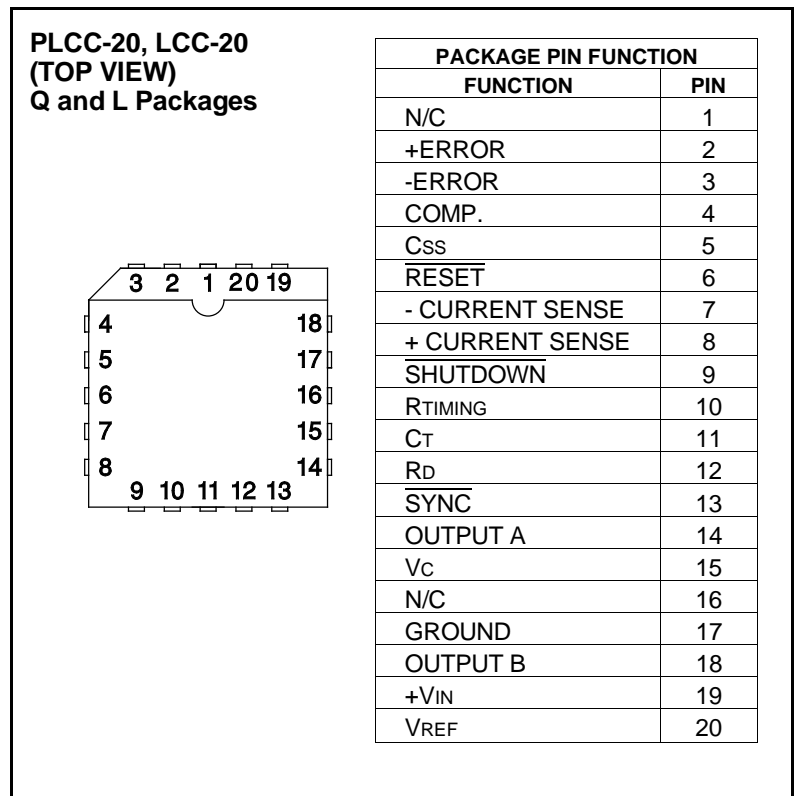 PLCC-20, LCC-20
(TOP VIEW)
Q and L Packages
3 2 1 20 19
4 18
5 17
6 16
7 15
8 14
9 10 11 12 13
PACKAGE PIN FUNCTION
FUNCTION PIN
N/C 1
+ERROR 2
-ERROR 3
COMP. 4
CSS 5
RESET 6
- CURRENT SENSE 7
+ CURRENT SENSE 8
SHUTDOWN 9
RTIMING 10
CT 11
RD 12
SYNC 13
OUTPUT A 14
VC 15
N/C 16
GROUND 17
OUTPUT B 18
+VIN 19
VREF 20